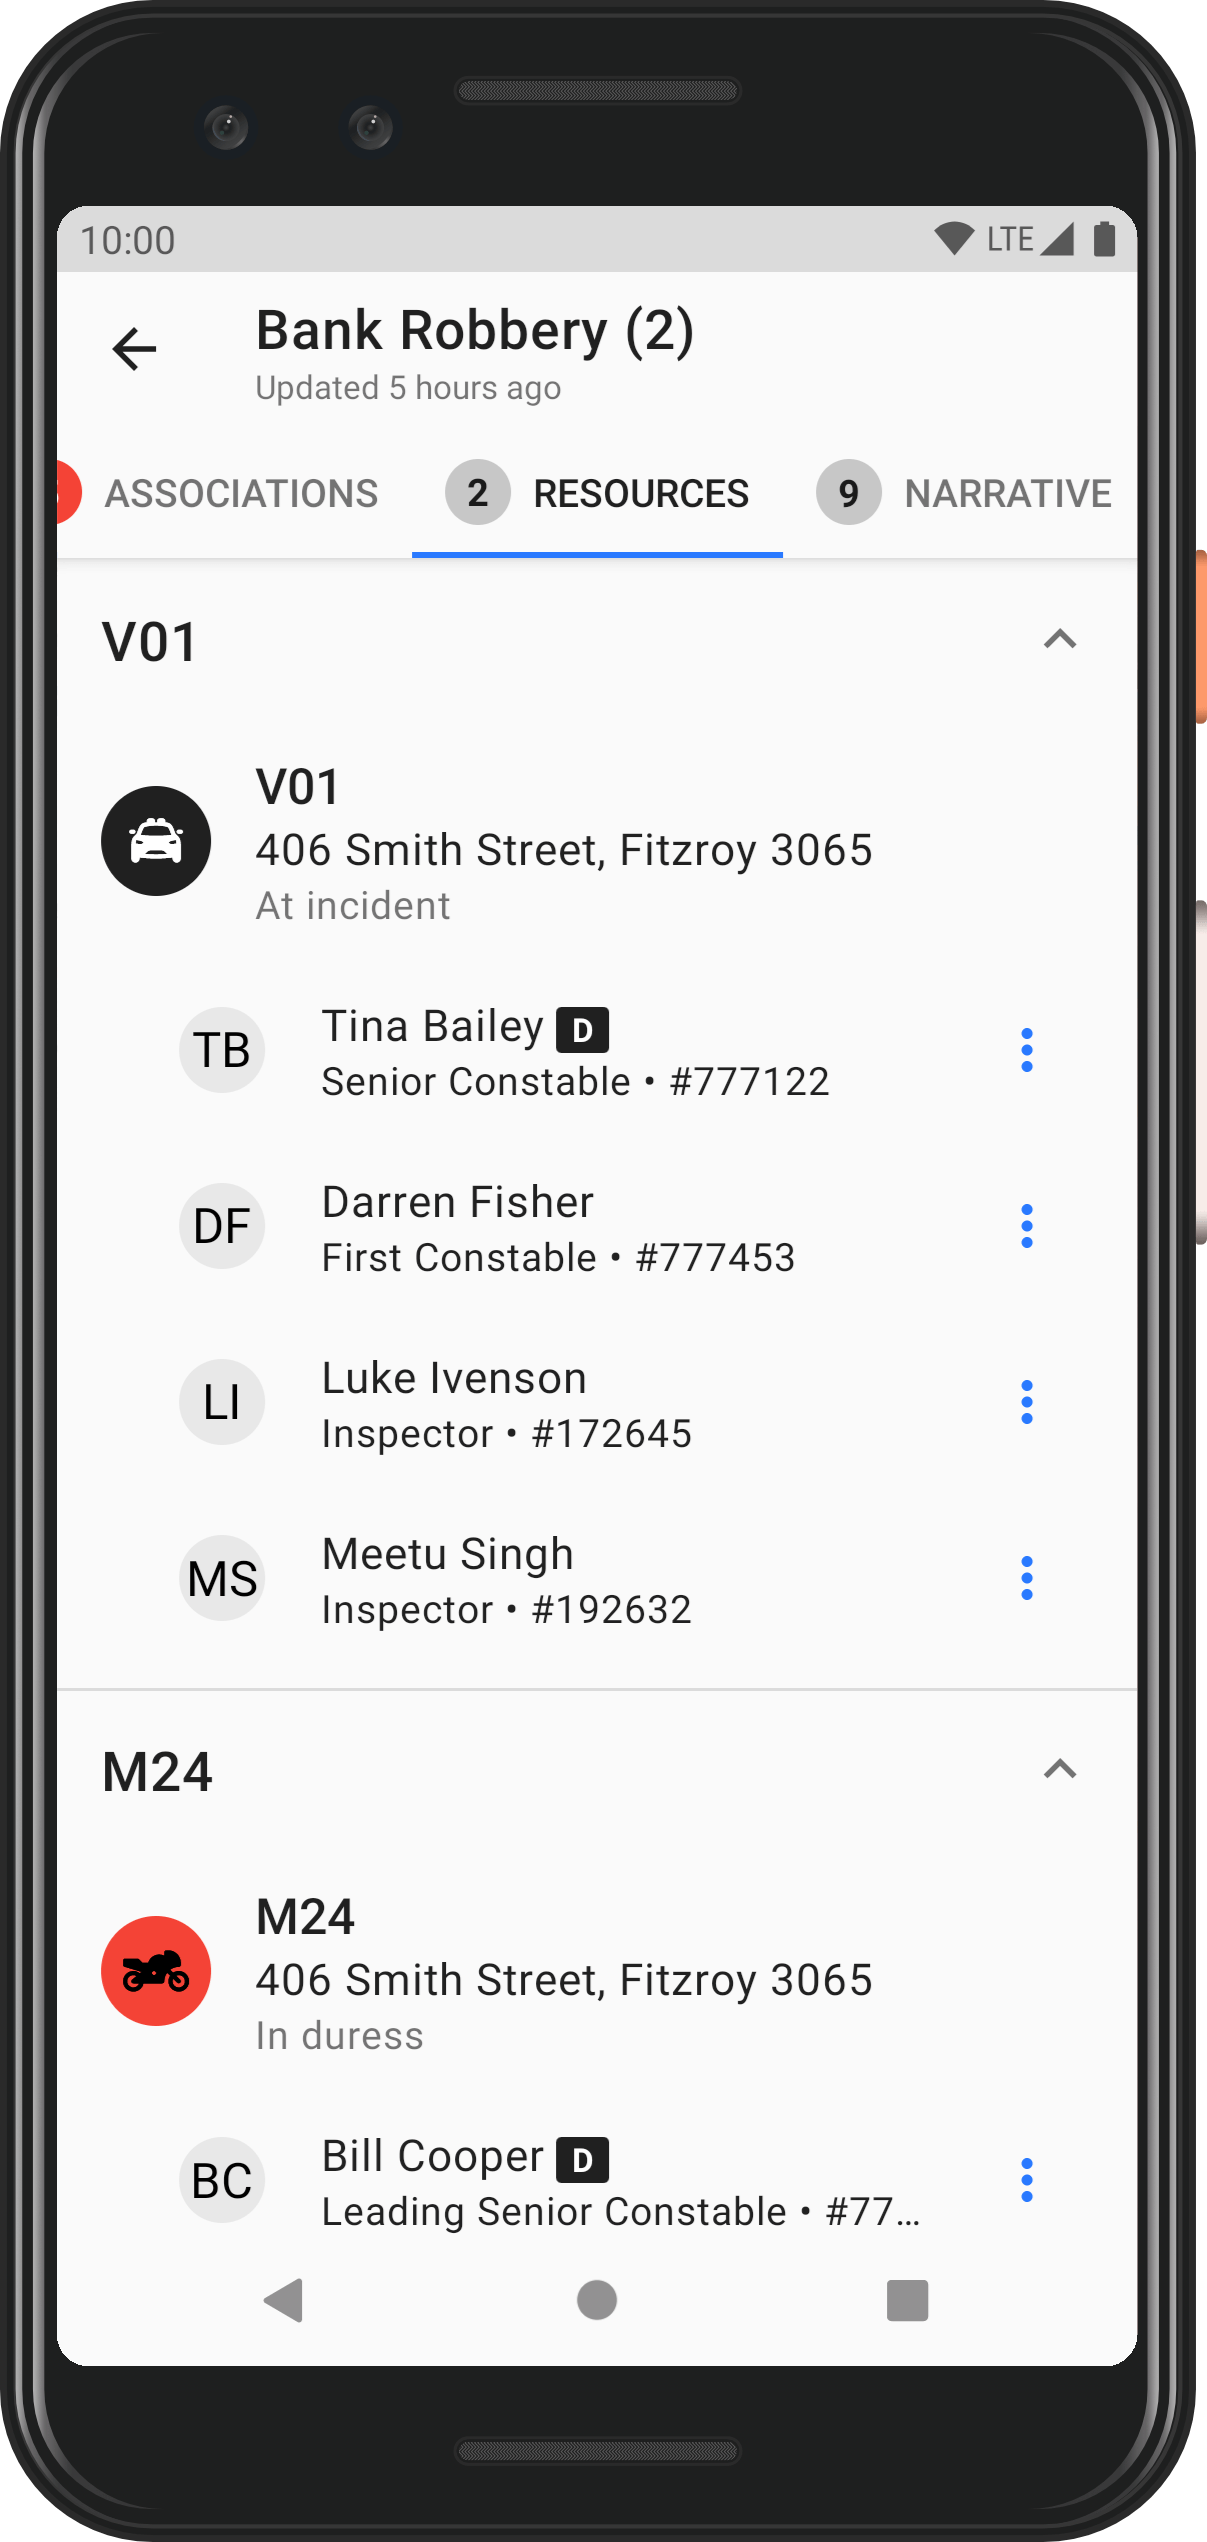 10:00 LTE
Bank Robbery (2)
Updated 5 hours ago
ASSOCIATIONS 2 RESOURCES 9 NARRATIVE
V01
V01
406 Smith Street, Fitzroy 3065
At incident
TB Tina Bailey D
Senior Constable • #777122
DF Darren Fisher
First Constable • #777453
LI Luke Ivenson
Inspector • #172645
MS Meetu Singh
Inspector • #192632
M24
M24
406 Smith Street, Fitzroy 3065
In duress
BC Bill Cooper D
Leading Senior Constable • #77…